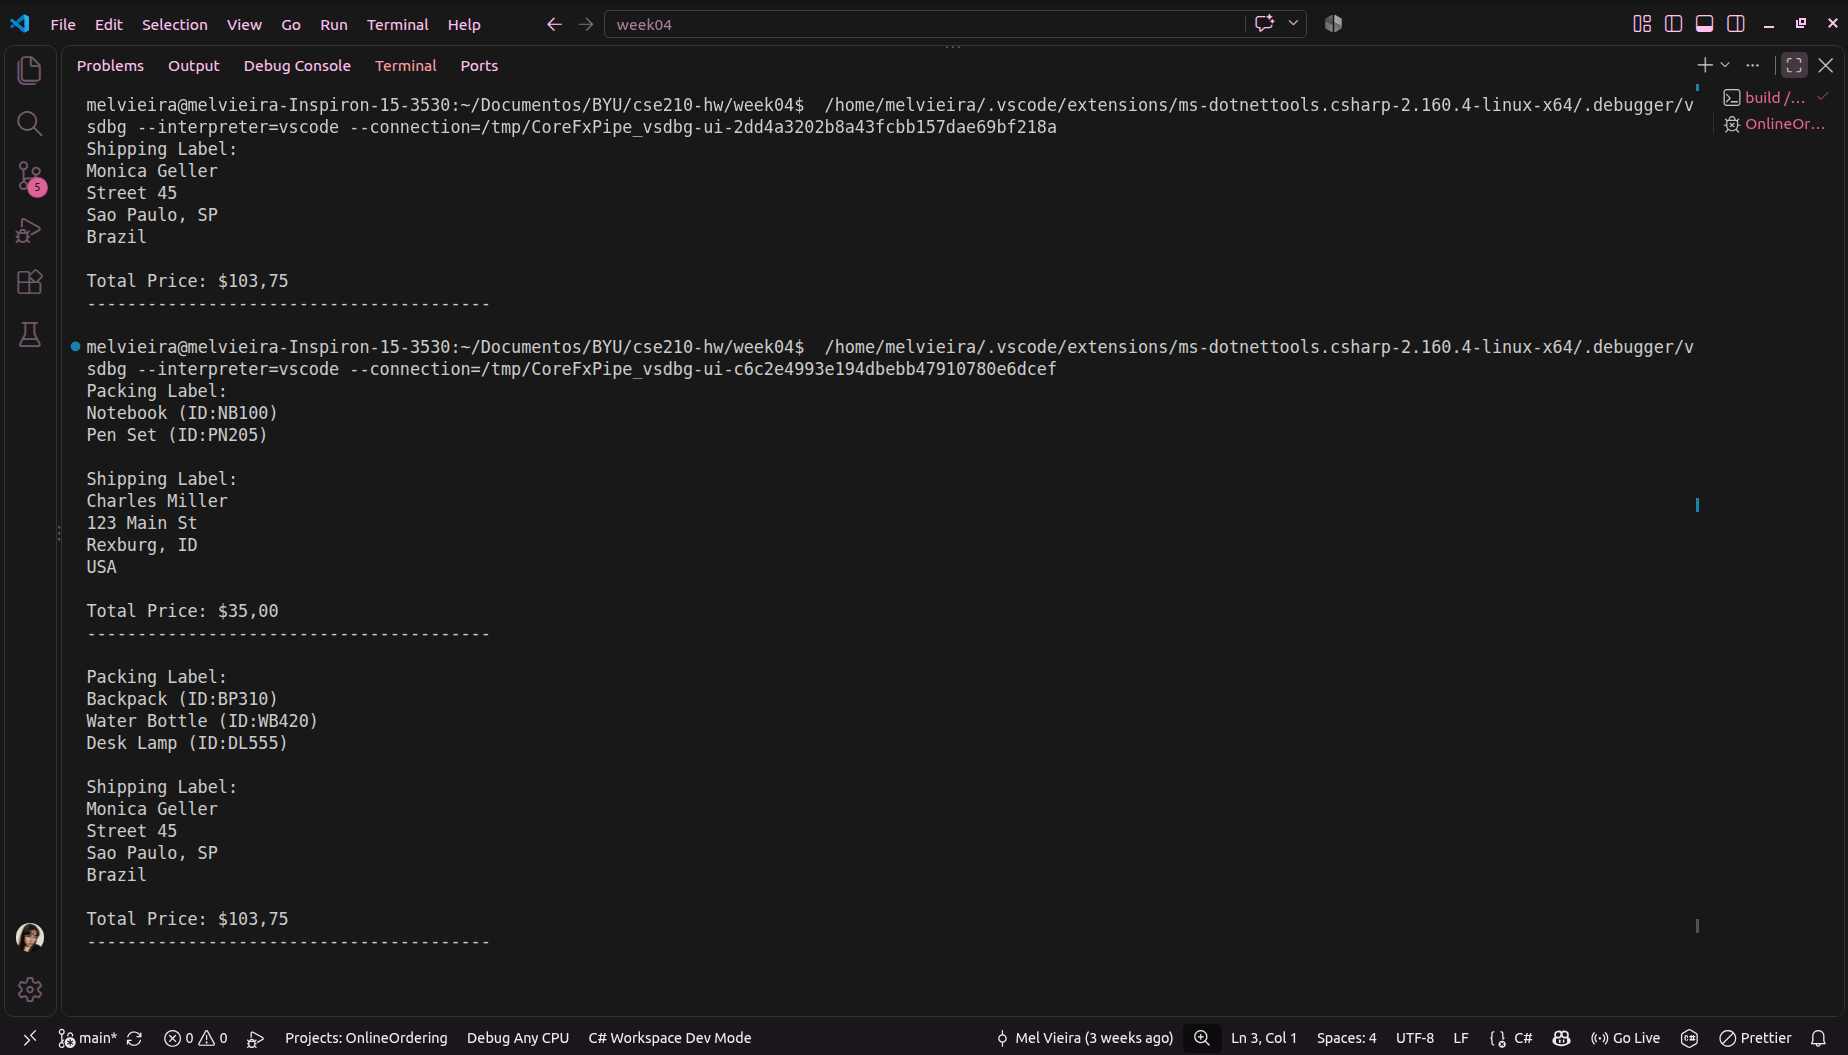 File Edit Selection View Go Run Terminal Help
week04
Problems Output Debug Console Terminal Ports
melvieira@melvieira-Inspiron-15-3530:~/Documentos/BYU/cse210-hw/week04$  /home/melvieira/.vscode/extensions/ms-dotnettools.csharp-2.160.4-linux-x64/.debugger/v
sdbg --interpreter=vscode --connection=/tmp/CoreFxPipe_vsdbg-ui-2dd4a3202b8a43fcbb157dae69bf218a
Shipping Label:
Monica Geller
Street 45
Sao Paulo, SP
Brazil
Total Price: $103,75
----------------------------------------
melvieira@melvieira-Inspiron-15-3530:~/Documentos/BYU/cse210-hw/week04$  /home/melvieira/.vscode/extensions/ms-dotnettools.csharp-2.160.4-linux-x64/.debugger/v
sdbg --interpreter=vscode --connection=/tmp/CoreFxPipe_vsdbg-ui-c6c2e4993e194dbebb47910780e6dcef
Packing Label:
Notebook (ID:NB100)
Pen Set (ID:PN205)
Shipping Label:
Charles Miller
123 Main St
Rexburg, ID
USA
Total Price: $35,00
----------------------------------------
Packing Label:
Backpack (ID:BP310)
Water Bottle (ID:WB420)
Desk Lamp (ID:DL555)
Shipping Label:
Monica Geller
Street 45
Sao Paulo, SP
Brazil
Total Price: $103,75
----------------------------------------
build /...
OnlineOr...
5
main* 0 0 Projects: OnlineOrdering Debug Any CPU C# Workspace Dev Mode Mel Vieira (3 weeks ago) Ln 3, Col 1 Spaces: 4 UTF-8 LF C# Go Live Prettier